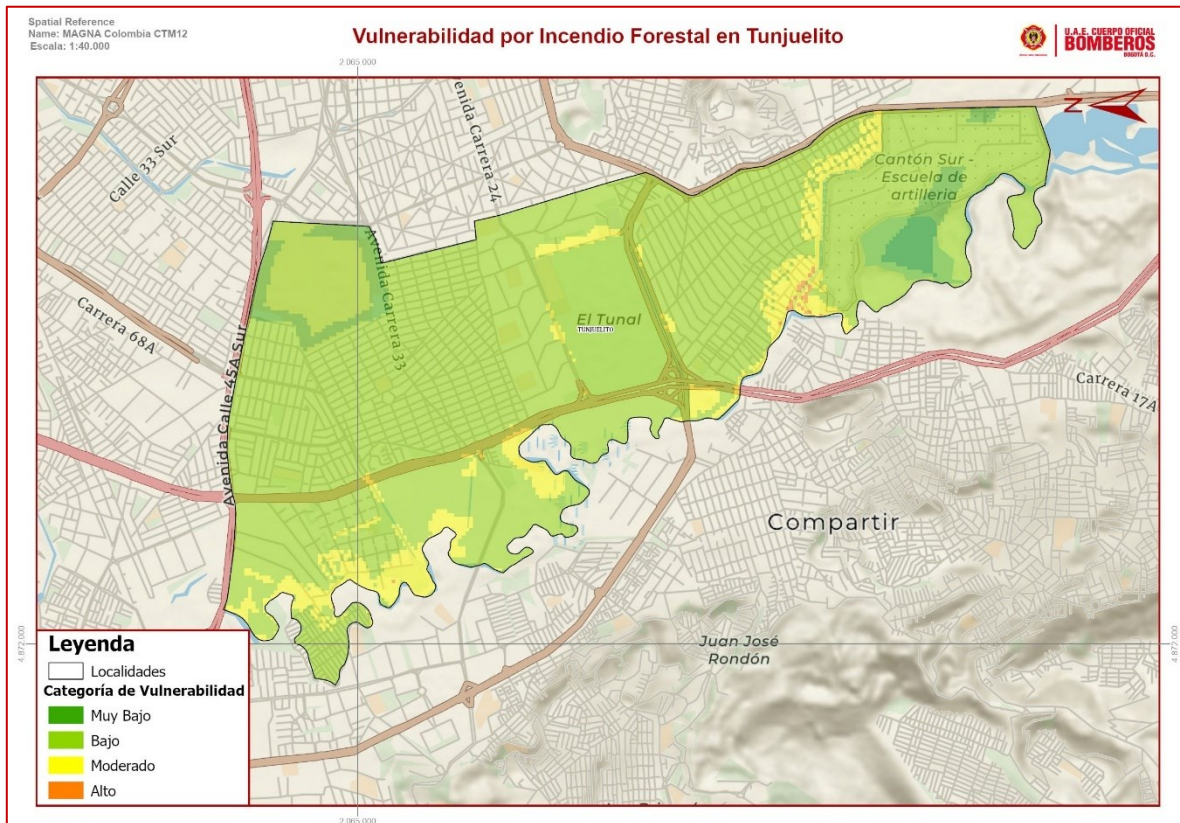 Spatial Reference
Name: MAGNA Colombia CTM12
Escala: 1:40.000
Vulnerabilidad por Incendio Forestal en Tunjuelito
U.A.E. CUERPO OFICIAL
BOMBEROS
BOGOTÁ D.C.
2.065.000
N
Calle 33 Sur
venida Carrera 24
Cantón Sur -
Escuela de
artilleria
Avenida Carrera 33
Carrera 68A
El Tunal
TUNJUELITO
Avenida Calle 45A Sur
Carrera 17A
Compartir
Juan José
Rondón
4.872.000
4.872.000
Leyenda
Localidades
Categoría de Vulnerabilidad
Muy Bajo
Bajo
Moderado
Alto
2.065.000